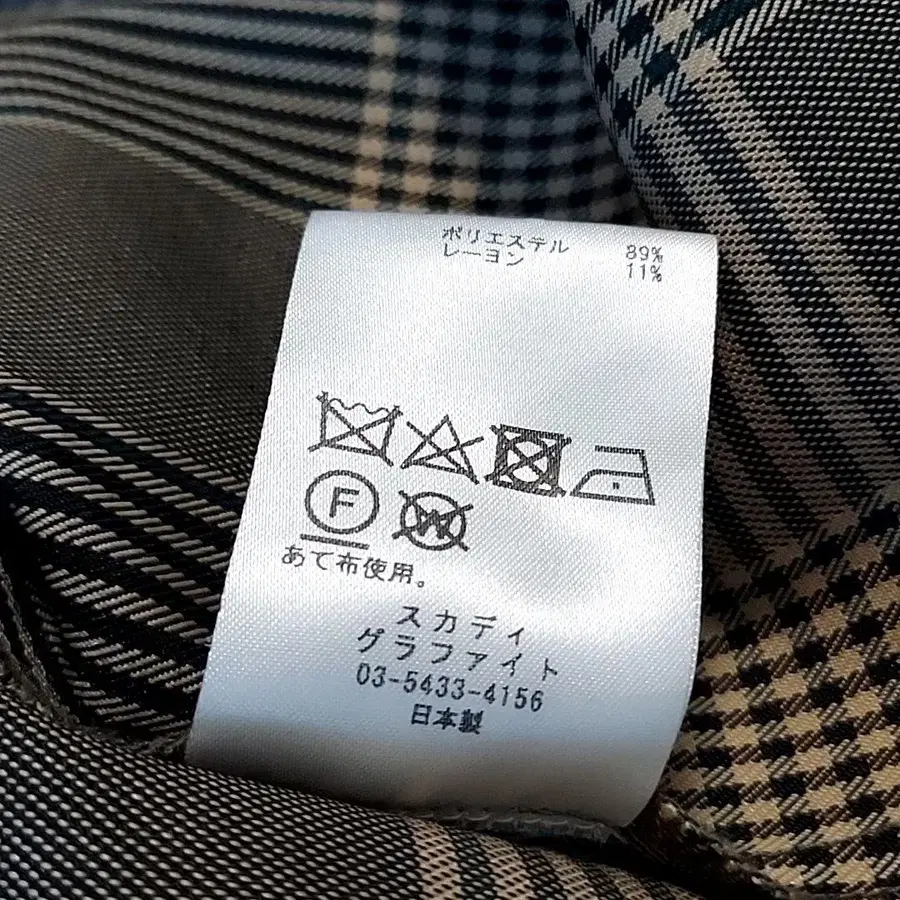 ポリエステル 89%
レーヨン 11%
F W
あて布使用。
スカディ
グラファイト
03-5433-4156
日本製